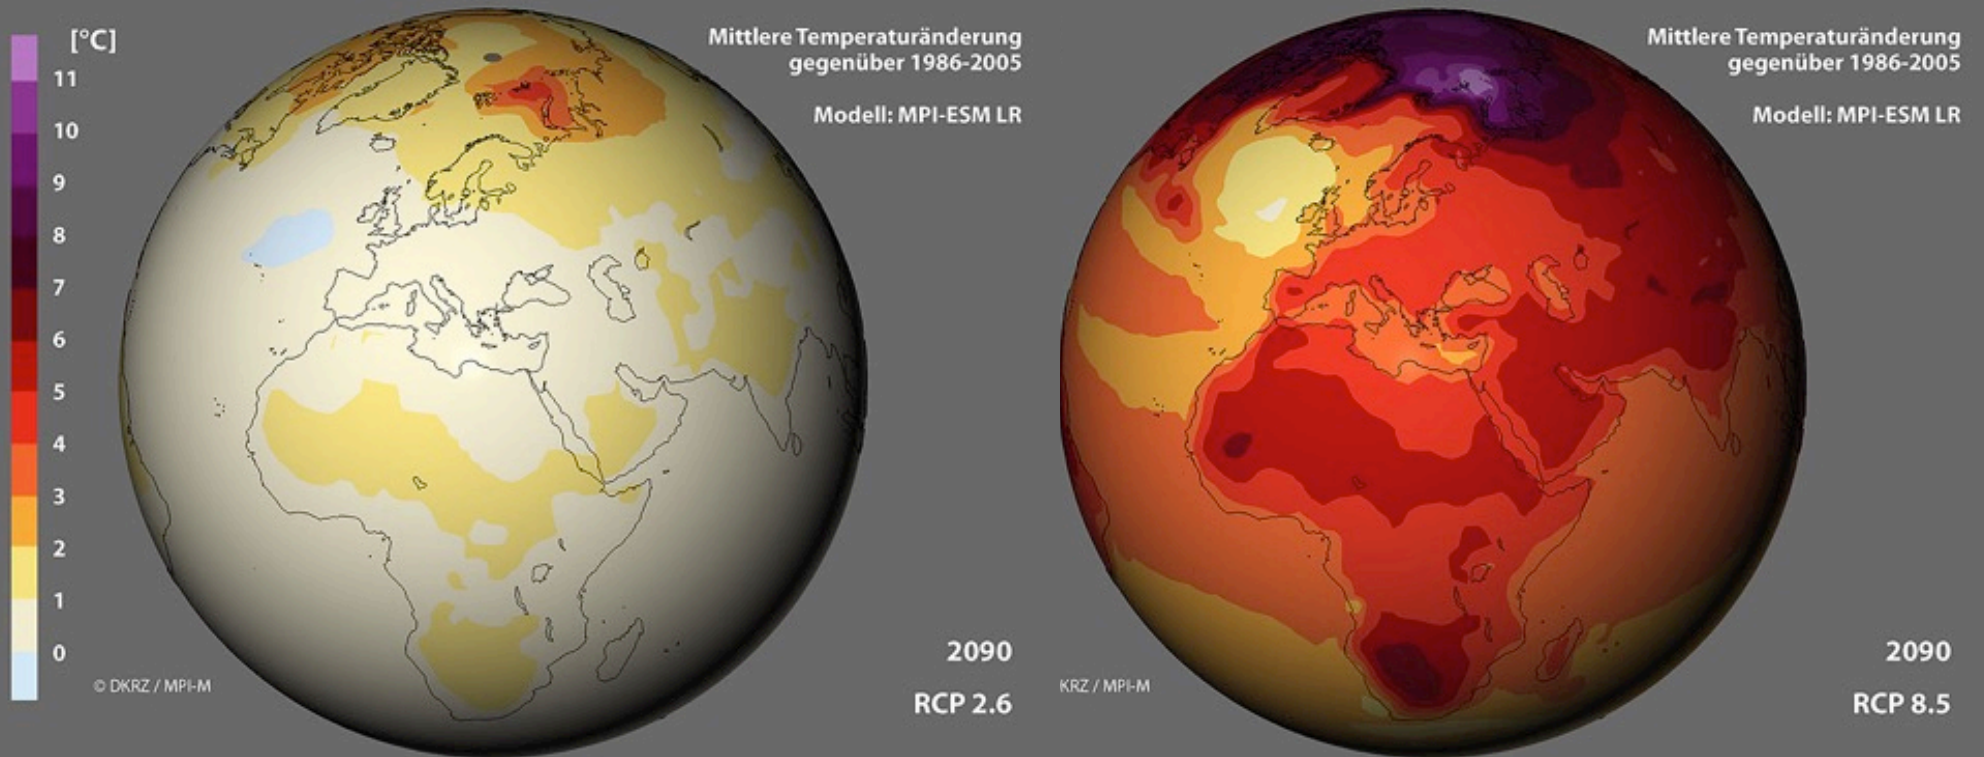 [°C]
11
10
9
8
7
6
5
4
3
2
1
0
Mittlere Temperaturänderung
gegenüber 1986-2005
Modell: MPI-ESM LR
2090
RCP 2.6
© DKRZ / MPI-M
Mittlere Temperaturänderung
gegenüber 1986-2005
Modell: MPI-ESM LR
2090
RCP 8.5
KRZ / MPI-M